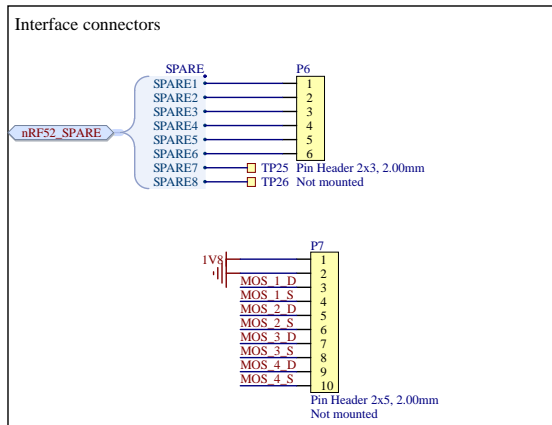 Interface connectors
SPARE P6
SPARE1 1
SPARE2 2
SPARE3 3
SPARE4 4
nRF52_SPARE
SPARE5 5
SPARE6 6
SPARE7 TP25 Pin Header 2x3, 2.00mm
SPARE8 TP26 Not mounted
P7
1V8 1
2
MOS_1_D 3
MOS_1_S 4
MOS_2_D 5
MOS_2_S 6
MOS_3_D 7
MOS_3_S 8
MOS_4_D 9
MOS_4_S 10
Pin Header 2x5, 2.00mm
Not mounted